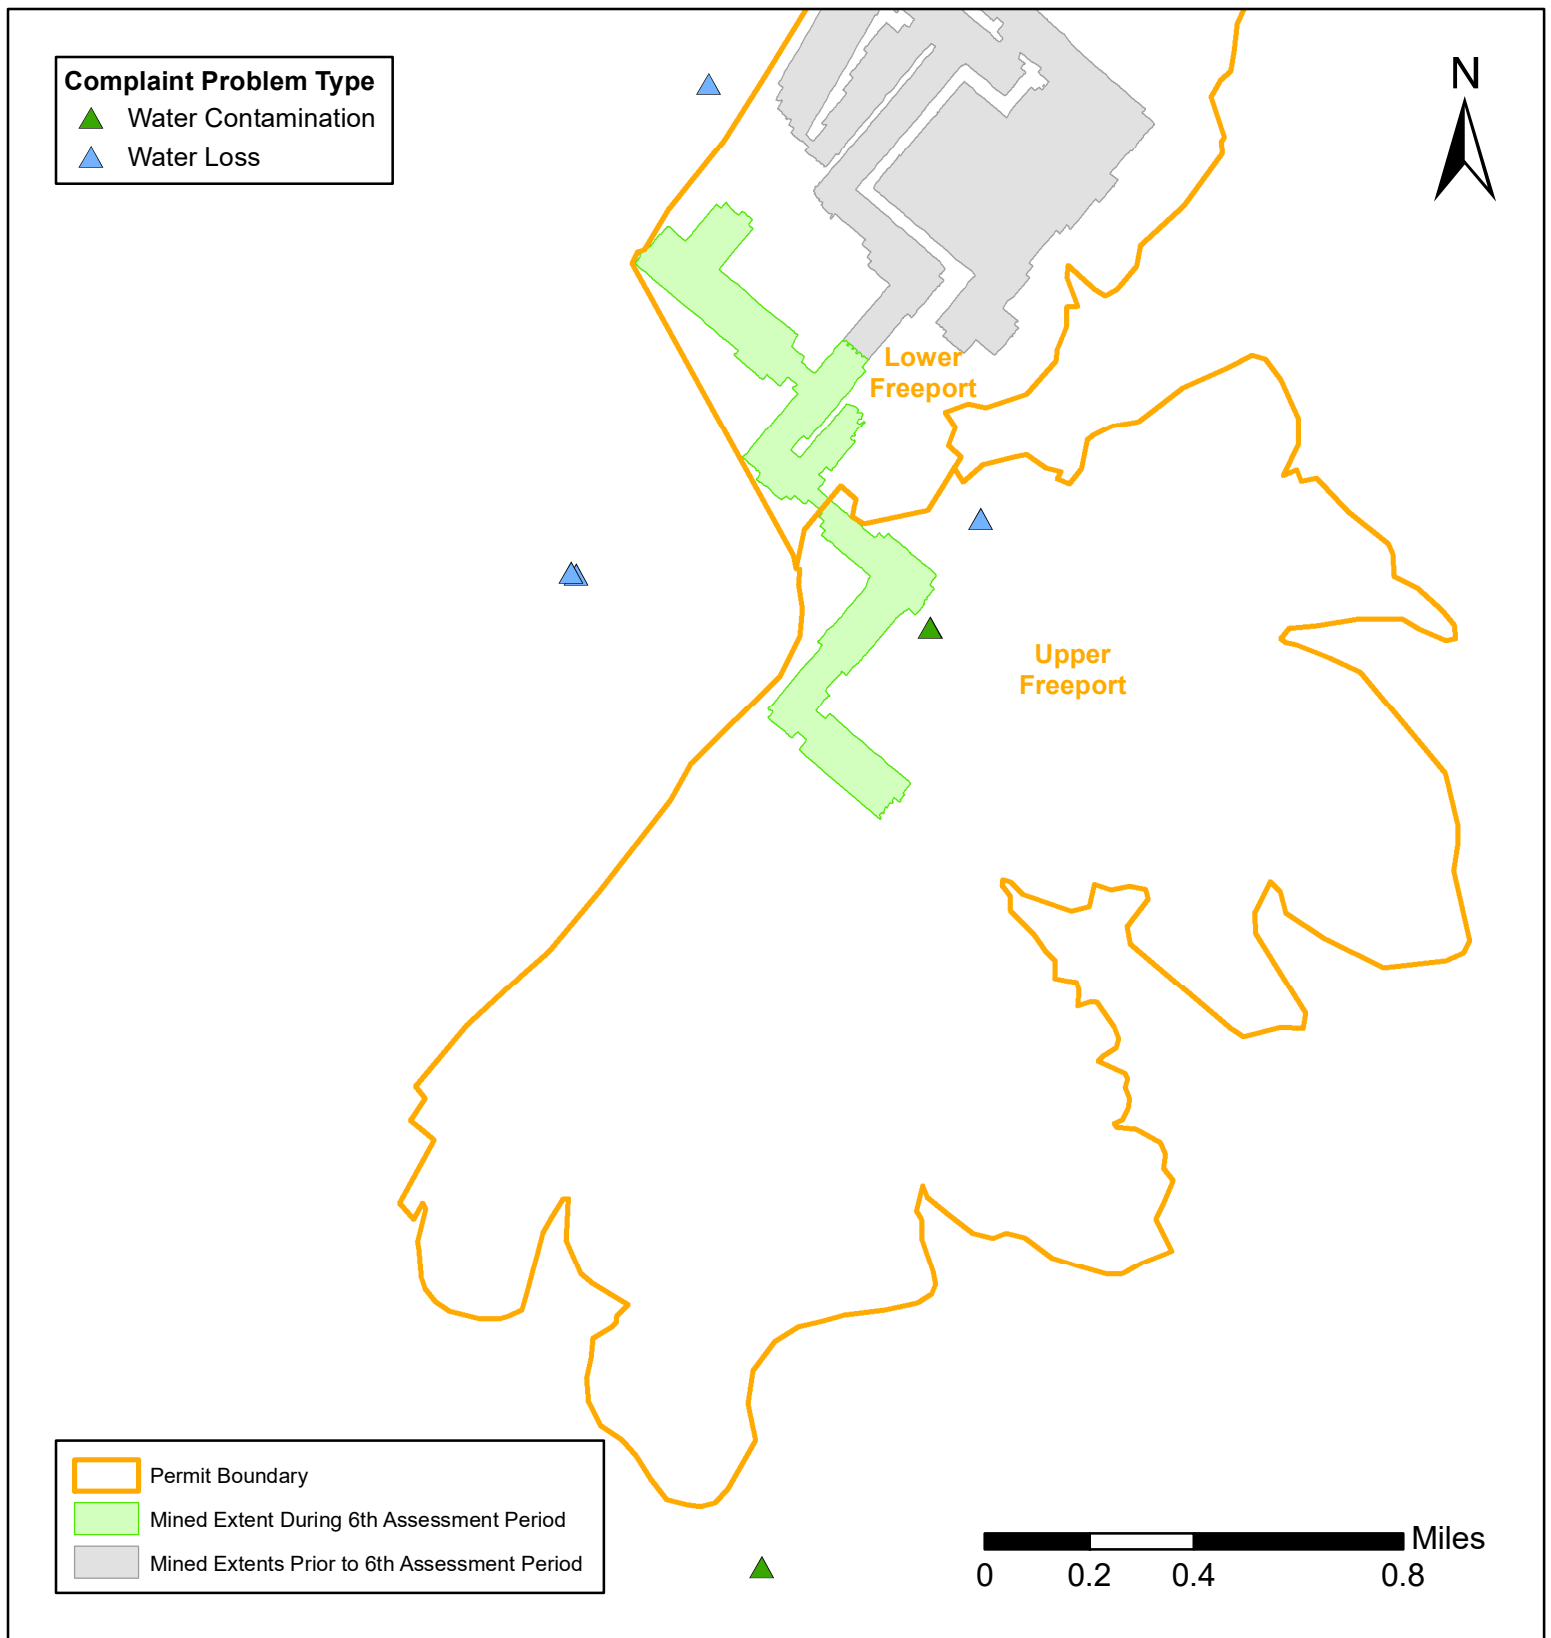 Complaint Problem Type
Water Contamination
Water Loss
N
Lower
Freeport
Upper
Freeport
Permit Boundary
Mined Extent During 6th Assessment Period
Mined Extents Prior to 6th Assessment Period
Miles
0 0.2 0.4 0.8